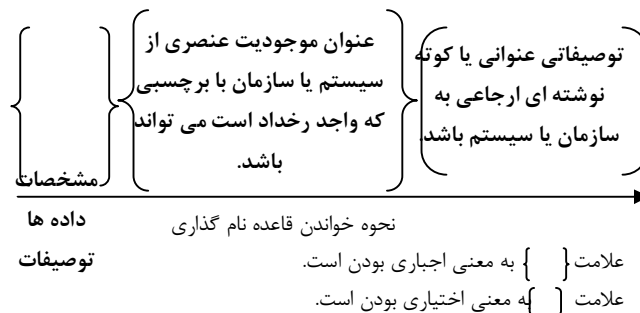 توصیفاتی عنوانی یا کوته
نوشته ای ارجاعی به
سازمان یا سیستم باشد.
عنوان موجودیت عنصری از
سیستم یا سازمان با برچسبی
که واجد رخداد است می تواند
باشد.
مشخصات
داده ها
توصیفات
نحوه خواندن قاعده نام گذاری
علامت { } به معنی اجباری بودن است.
علامت { } به معنی اختیاری بودن است.